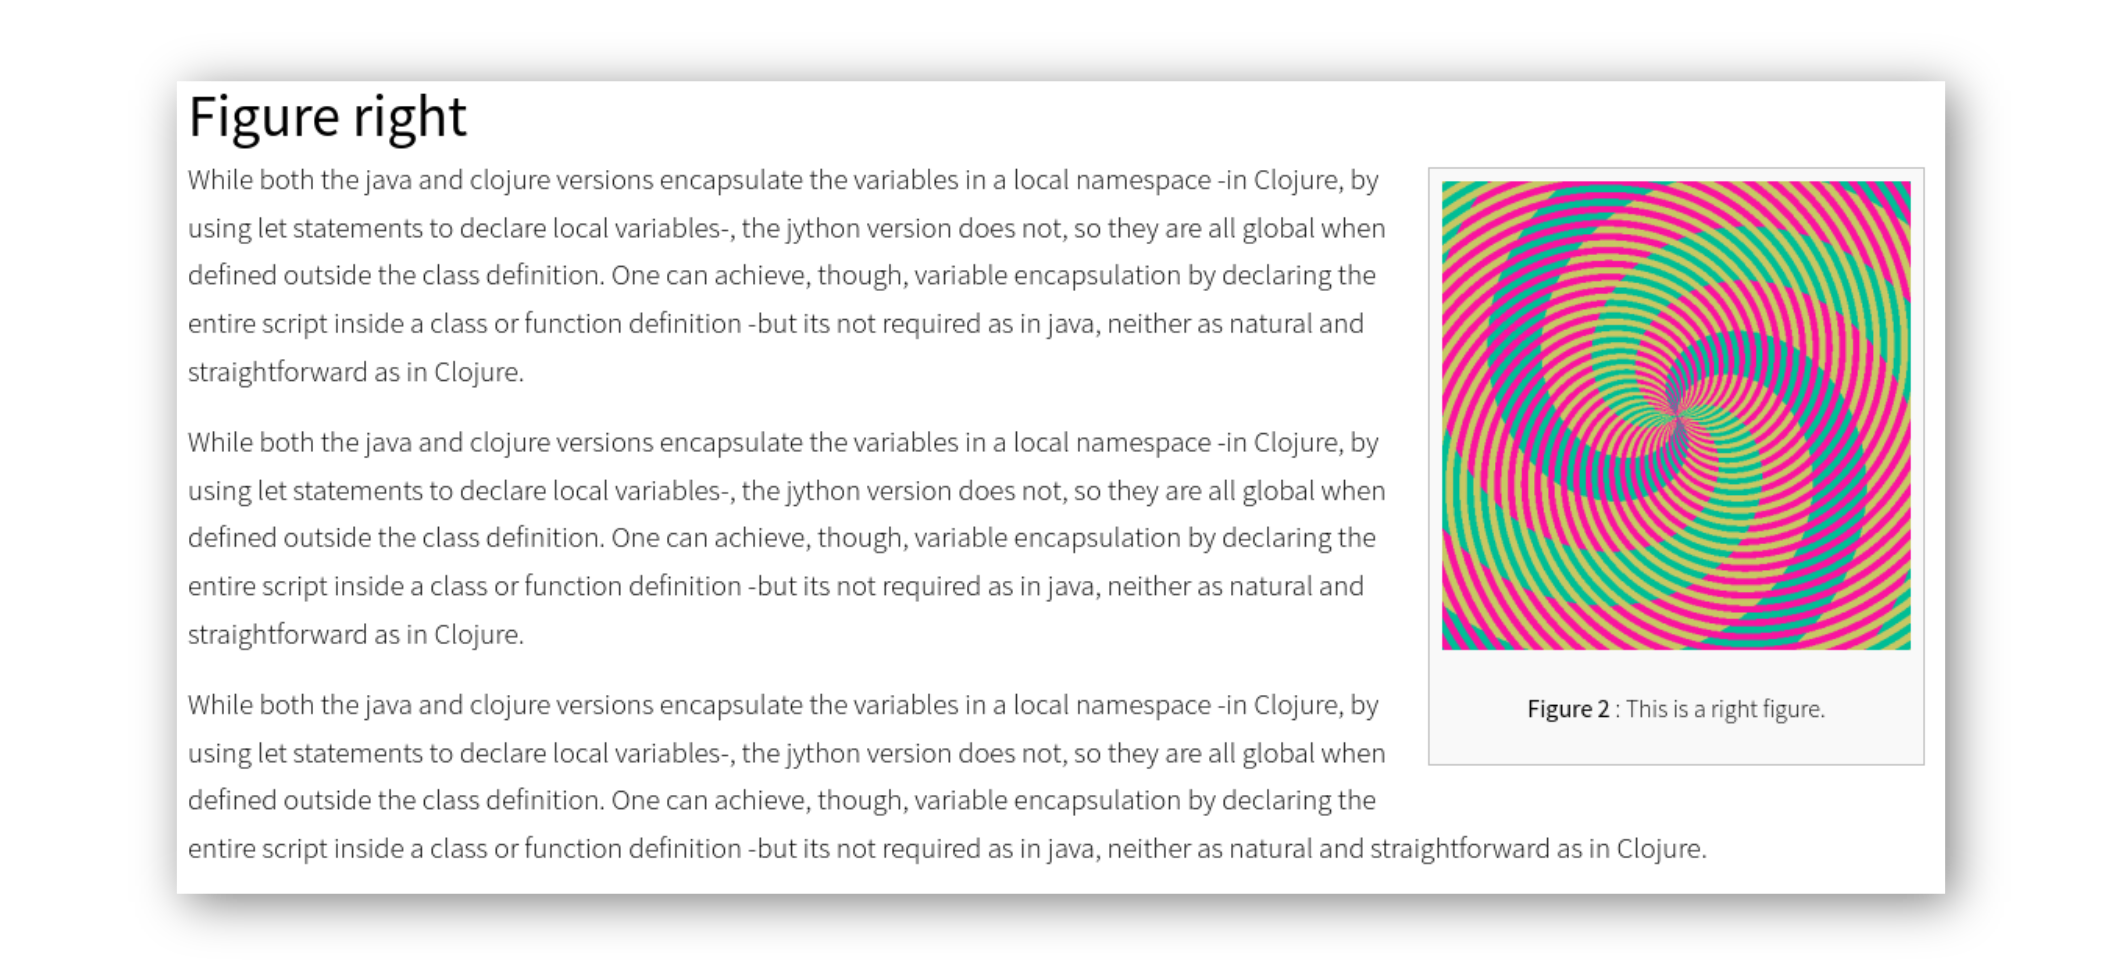 Figure right
While both the java and clojure versions encapsulate the variables in a local namespace -in Clojure, by
using let statements to declare local variables-, the jython version does not, so they are all global when
defined outside the class definition. One can achieve, though, variable encapsulation by declaring the
entire script inside a class or function definition -but its not required as in java, neither as natural and
straightforward as in Clojure.
While both the java and clojure versions encapsulate the variables in a local namespace -in Clojure, by
using let statements to declare local variables-, the jython version does not, so they are all global when
defined outside the class definition. One can achieve, though, variable encapsulation by declaring the
entire script inside a class or function definition -but its not required as in java, neither as natural and
straightforward as in Clojure.
While both the java and clojure versions encapsulate the variables in a local namespace -in Clojure, by
using let statements to declare local variables-, the jython version does not, so they are all global when
defined outside the class definition. One can achieve, though, variable encapsulation by declaring the
entire script inside a class or function definition -but its not required as in java, neither as natural and straightforward as in Clojure.
Figure 2 : This is a right figure.